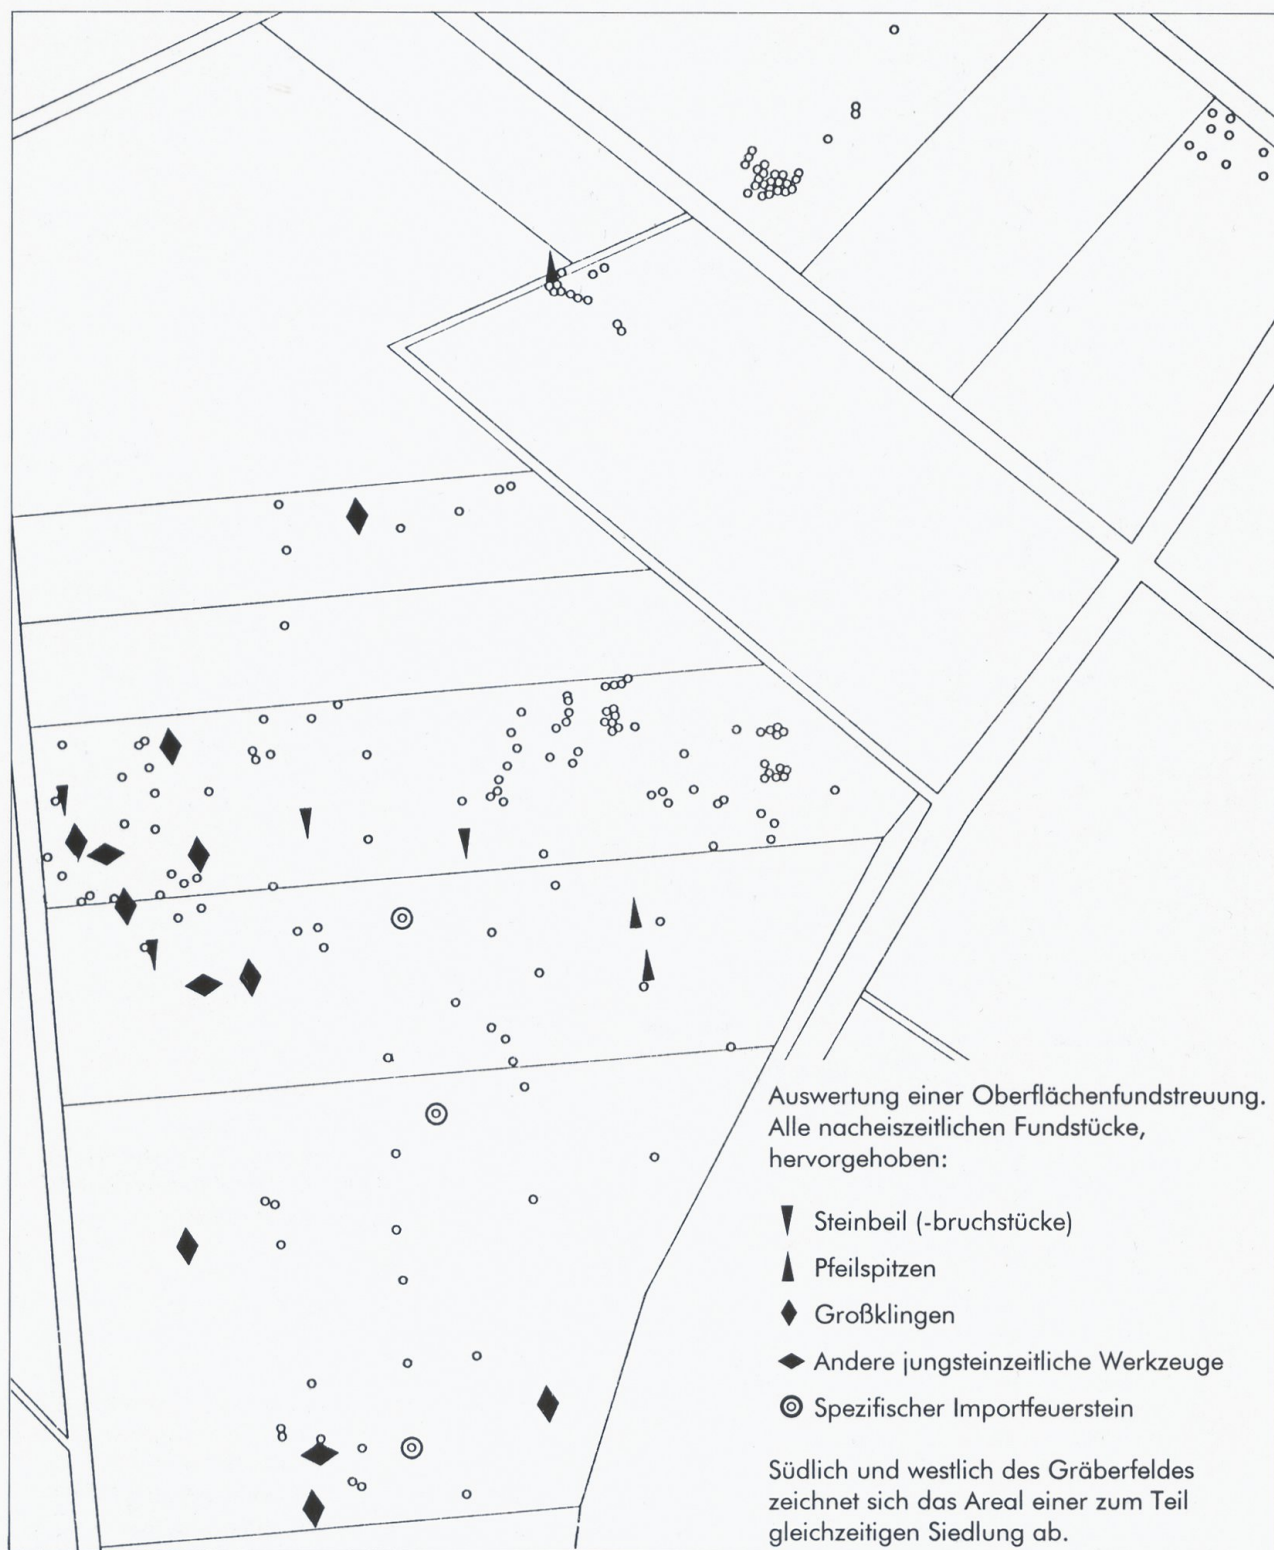 Auswertung einer Oberflächenfundstreuung.
Alle nacheiszeitlichen Fundstücke,
hervorgehoben:
Steinbeil (-bruchstücke)
Pfeilspitzen
Großklingen
Andere jungsteinzeitliche Werkzeuge
Spezifischer Importfeuerstein
Südlich und westlich des Gräberfeldes
zeichnet sich das Areal einer zum Teil
gleichzeitigen Siedlung ab.